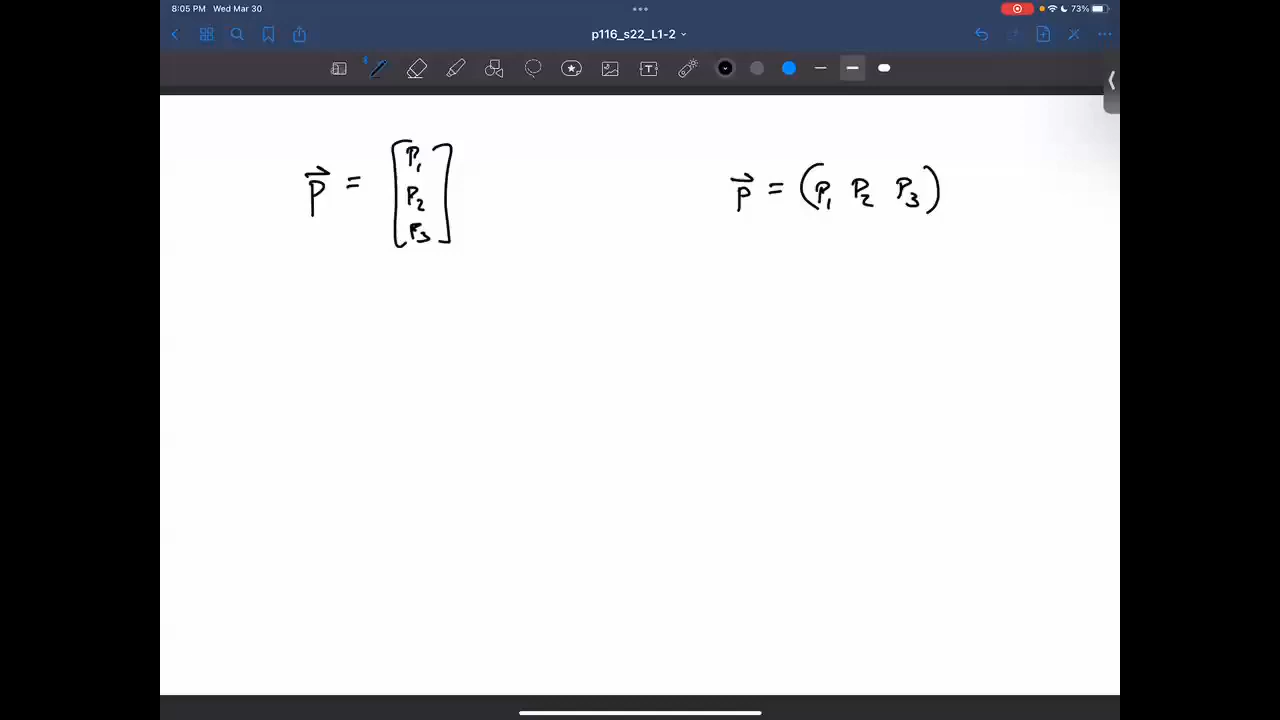 8:05 PM Wed Mar 30
73%
p116_s22_L1-2
T
p⃗ = [p₁
p₂
p₃]
p⃗ = (p₁ p₂ p₃)